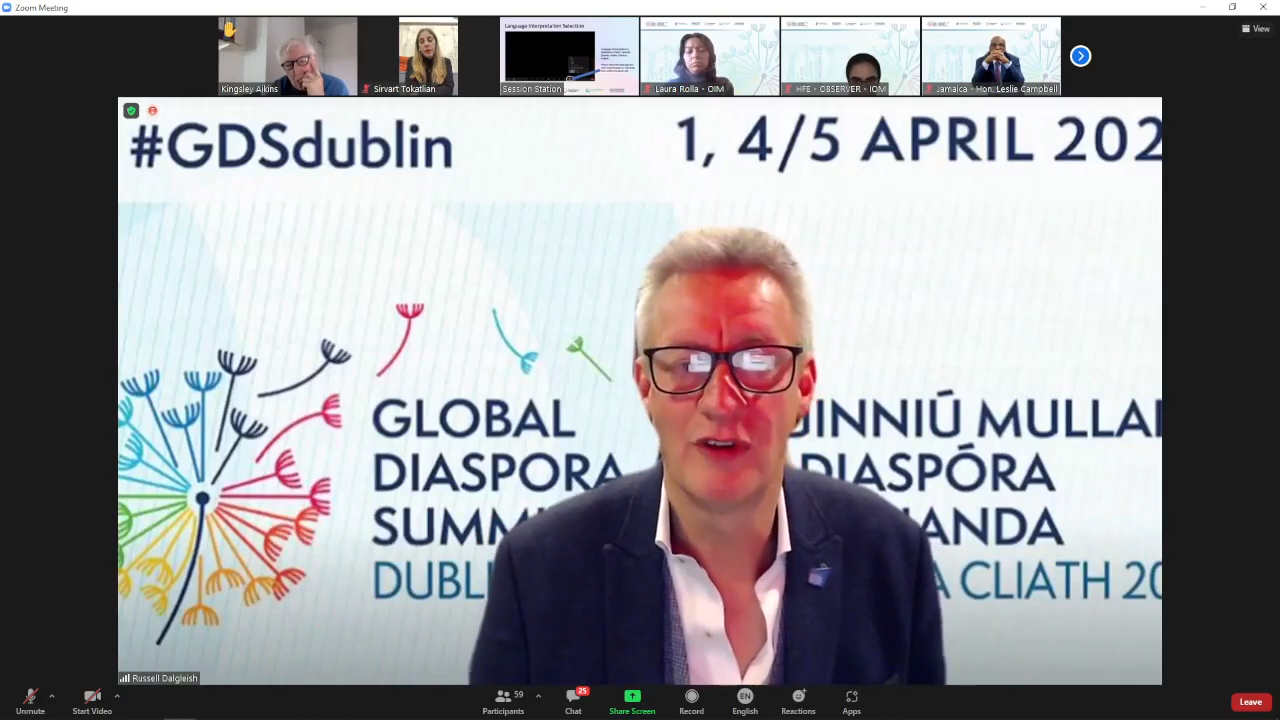 Zoom Meeting
View
Kingsley Aikins
Sirvart Tokatlian
Language Interpretation Selection
Session Station
Laura Rolla - OIM
HFE - OBSERVER - IOM
Jamaica - Hon. Leslie Campbell
#GDSdublin
1, 4/5 APRIL 202
GLOBAL
DIASPORA
SUMM
DUBL
INNIÚ MULLA
DIASPÓRA
ANDA
A CLIATH 20
Russell Dalgleish
Unmute
Start Video
59
Participants
25
Chat
Share Screen
Record
EN
English
Reactions
Apps
Leave